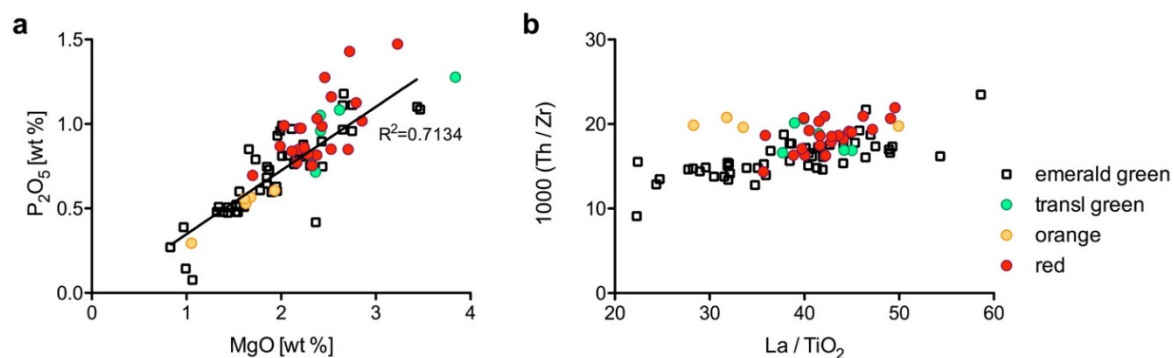 a
1.5
1.0
0.5
0.0
P₂O₅ [wt %]
R²=0.7134
0 1 2 3 4
MgO [wt %]
b
30
20
10
0
1000 (Th / Zr)
20 30 40 50 60
La / TiO₂
emerald green
transl green
orange
red